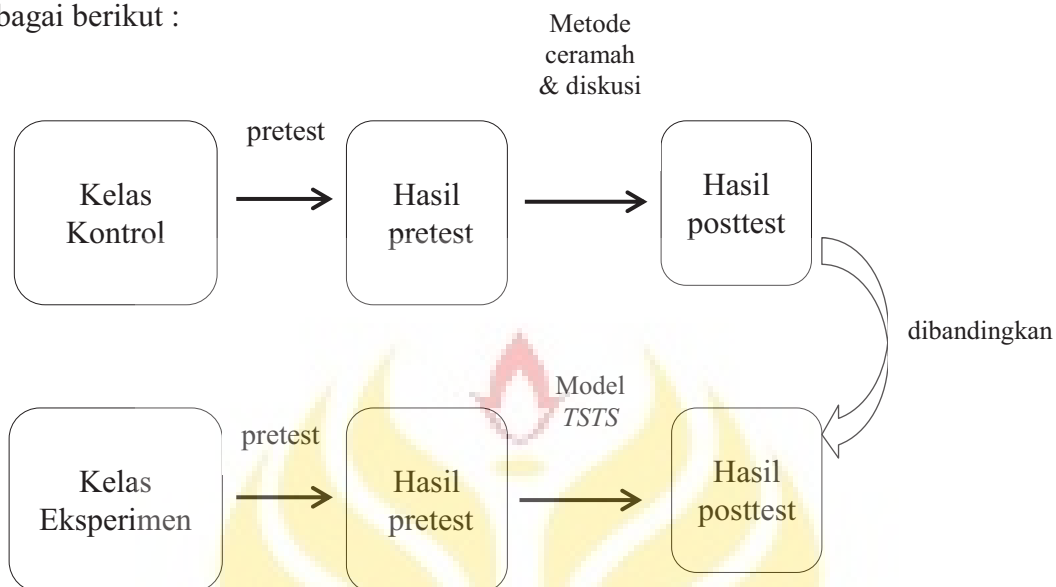 bagai berikut :
Metode
ceramah
& diskusi
pretest
Kelas
Kontrol
Hasil
pretest
Hasil
posttest
dibandingkan
Model
TSTS
pretest
Kelas
Eksperimen
Hasil
pretest
Hasil
posttest